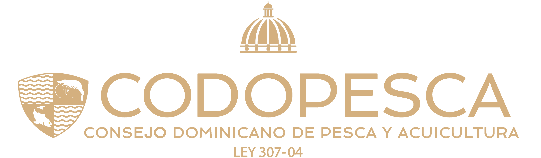 CODOPESCA
CONSEJO DOMINICANO DE PESCA Y ACUICULTURA
LEY 307-04